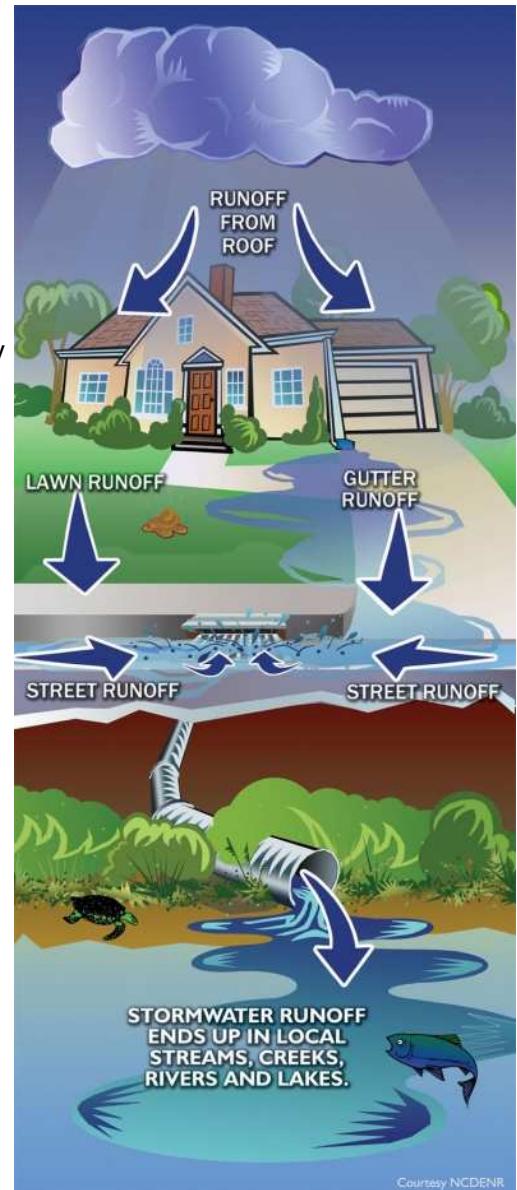 RUNOFF
FROM
ROOF
LAWN RUNOFF
GUTTER
RUNOFF
STREET RUNOFF
STREET RUNOFF
STORMWATER RUNOFF
ENDS UP IN LOCAL
STREAMS, CREEKS,
RIVERS AND LAKES.
Courtesy NCDENR